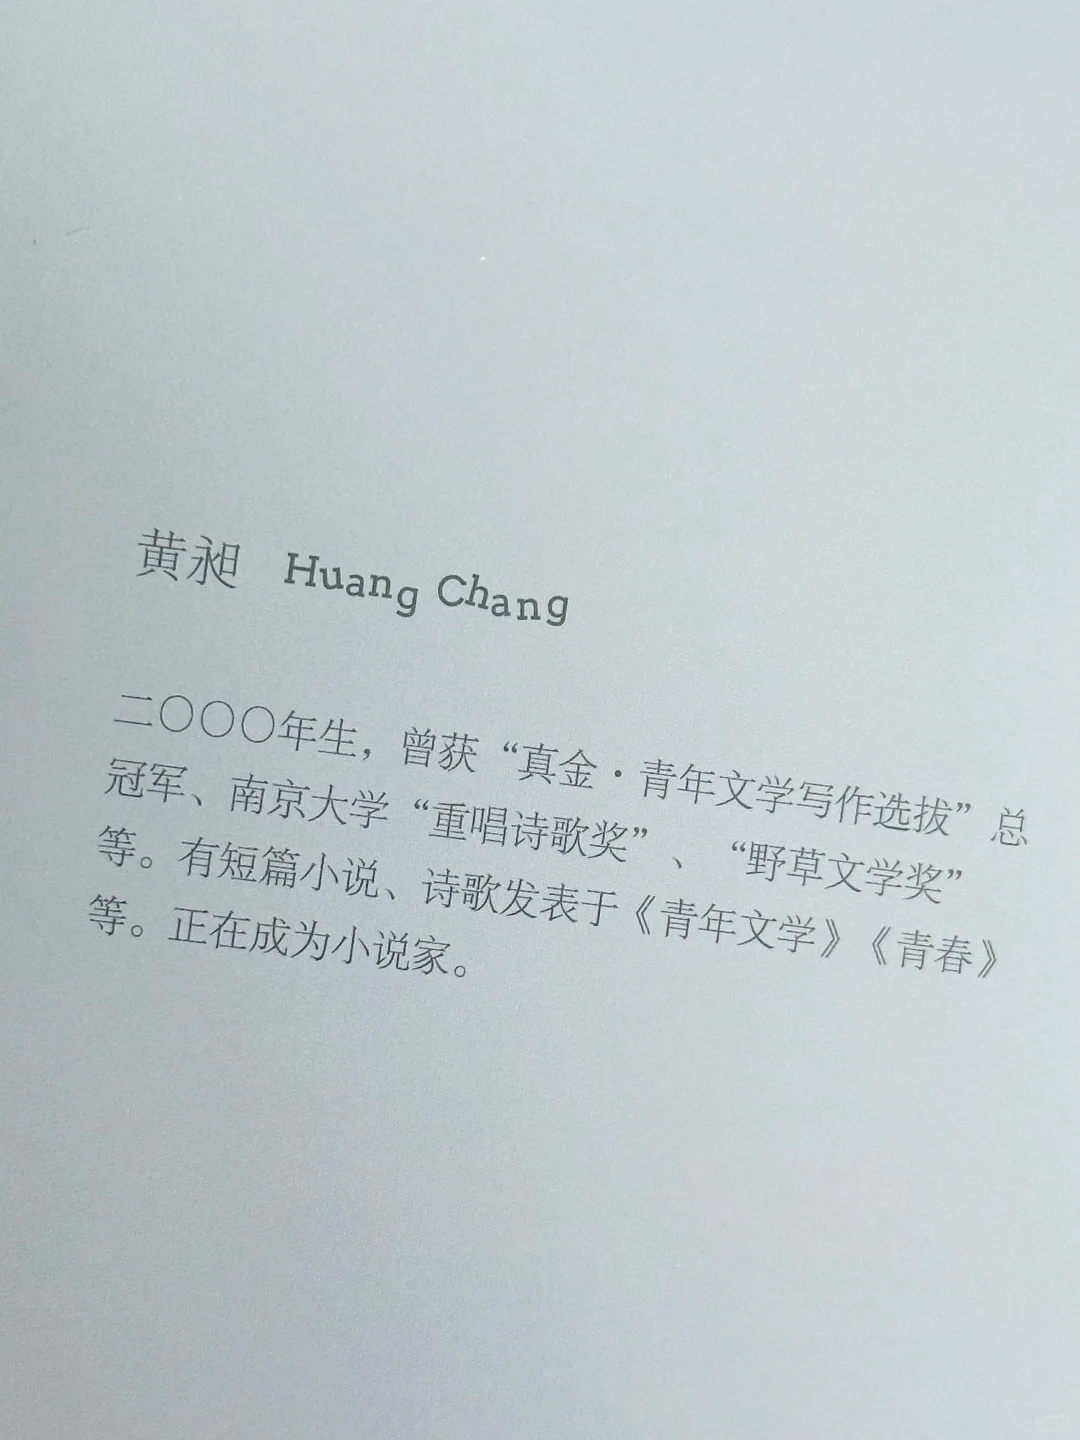 黄昶 Huang Chang
二〇〇〇年生，曾获“真金·青年文学写作选拔”总
冠军、南京大学“重唱诗歌奖”、“野草文学奖”
等。有短篇小说、诗歌发表于《青年文学》《青春》
等。正在成为小说家。